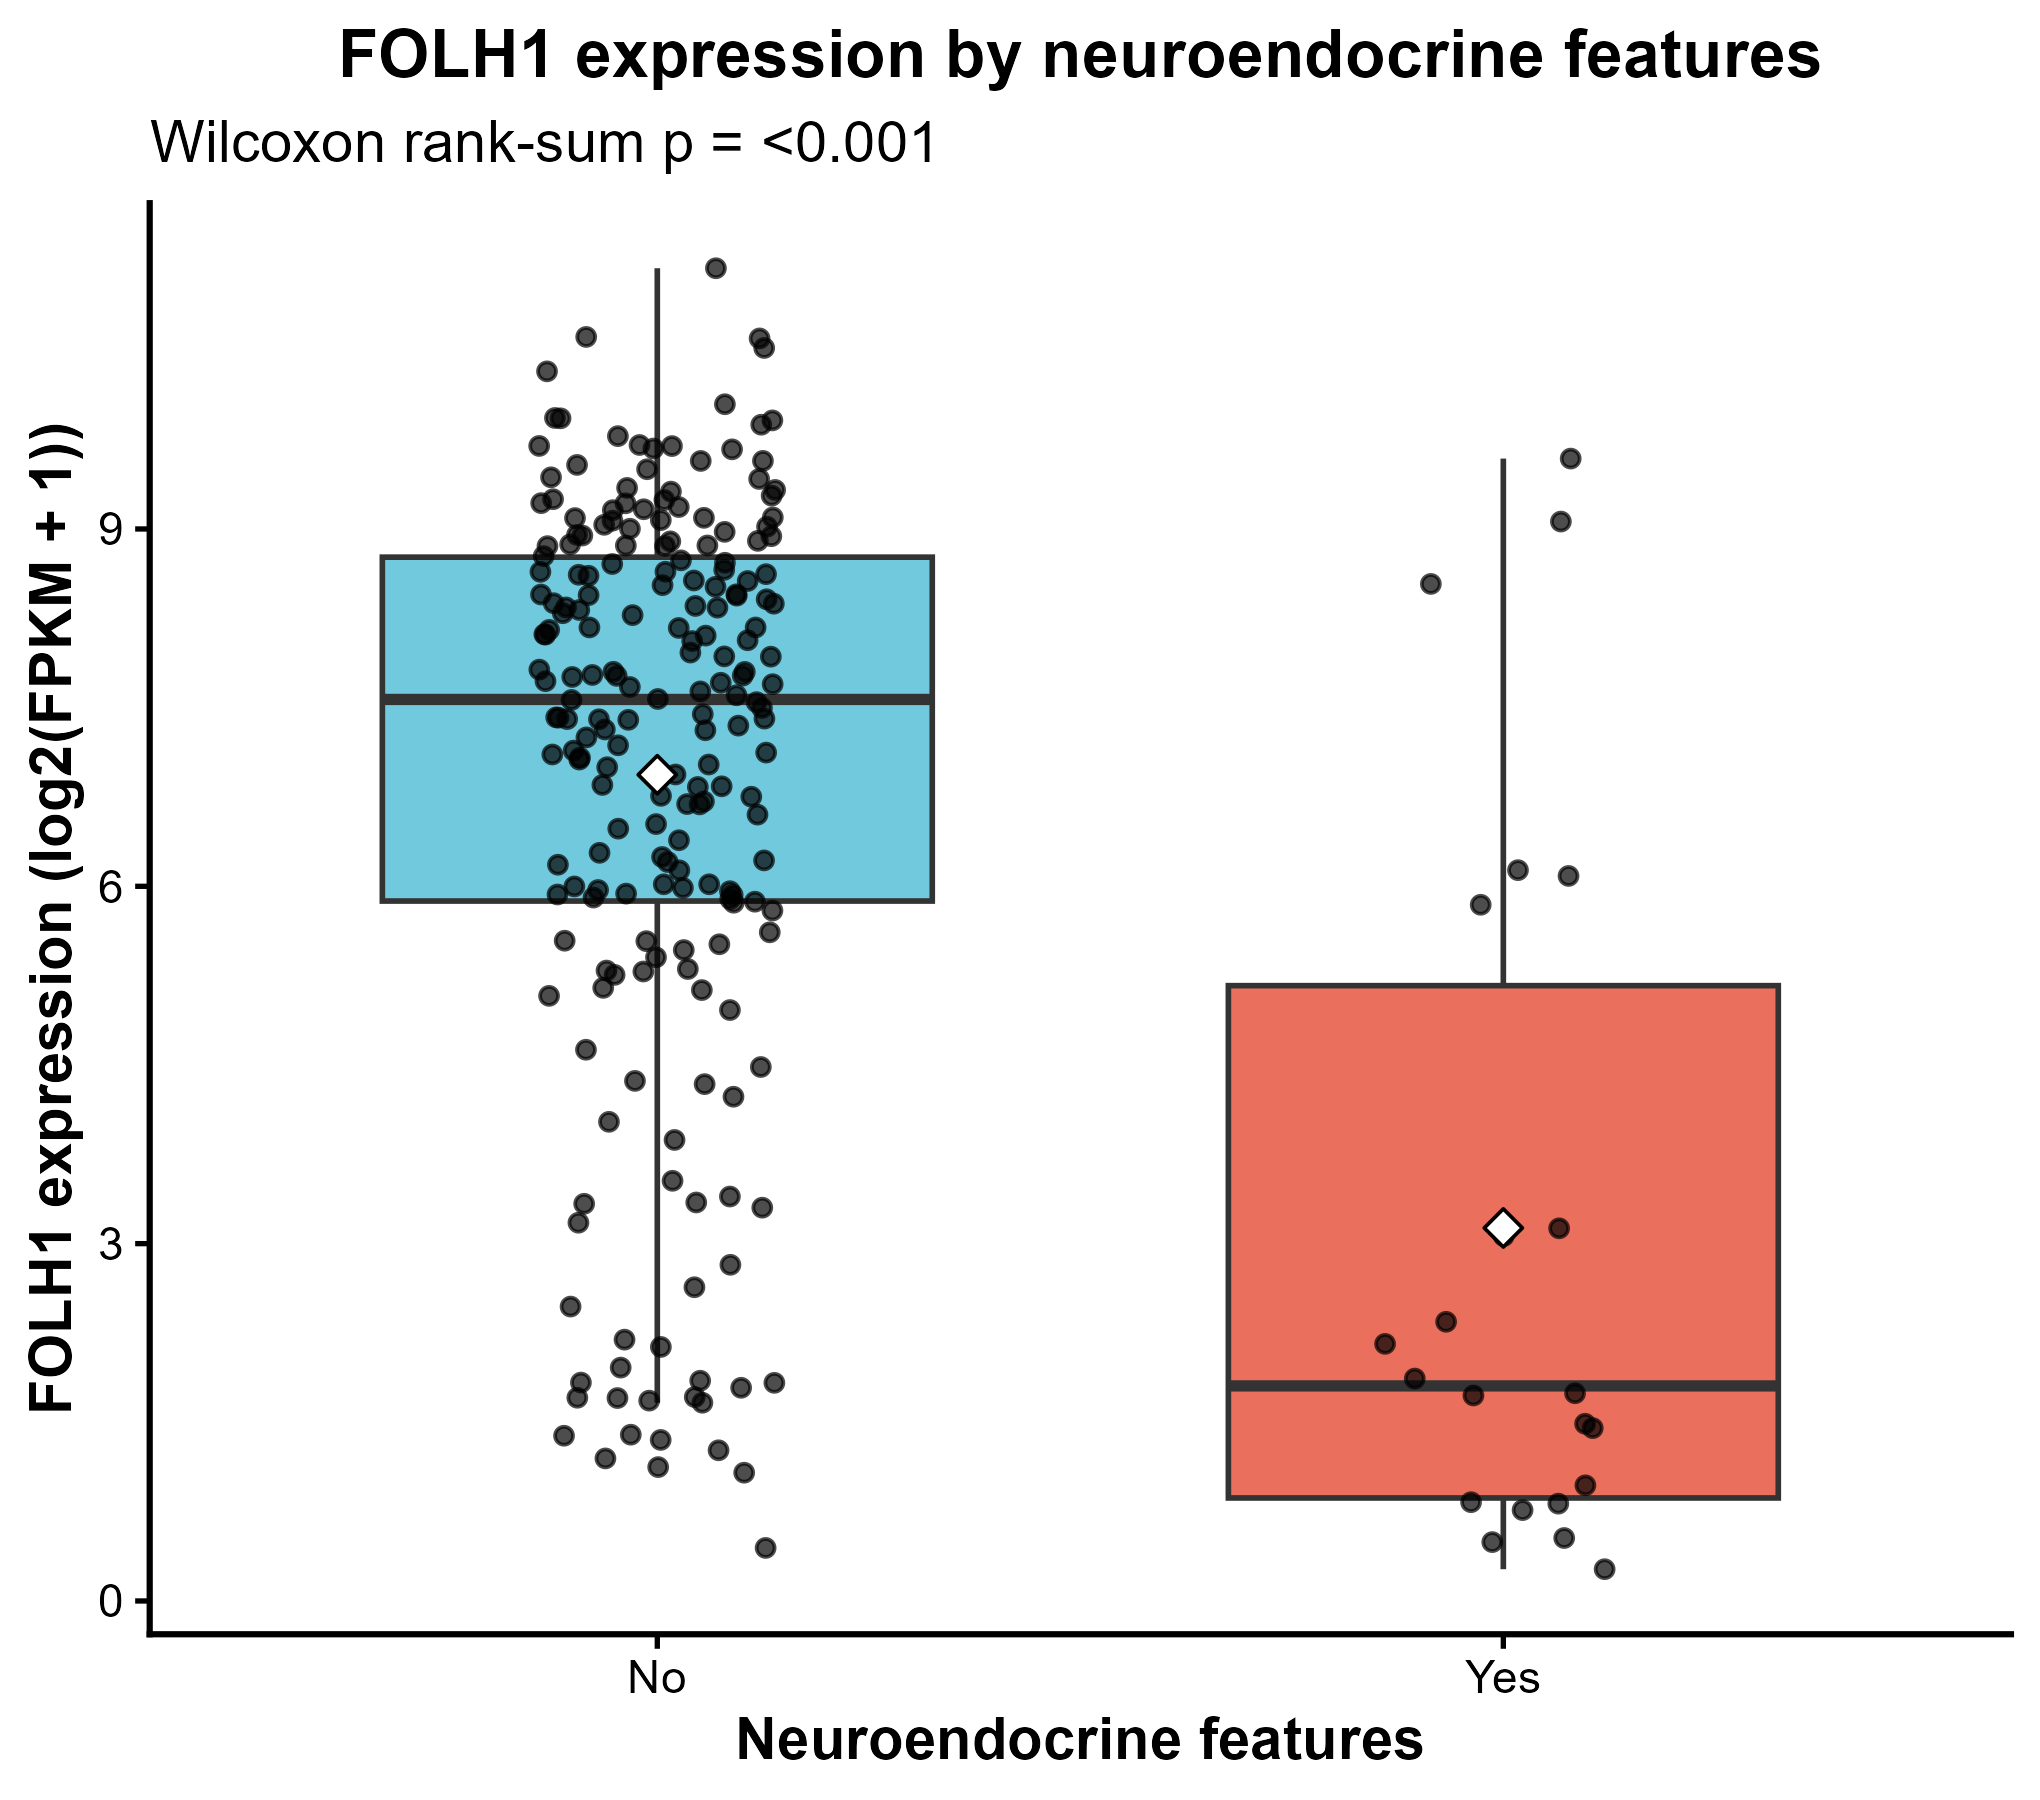 FOLH1 expression by neuroendocrine features
Wilcoxon rank-sum p = <0.001
FOLH1 expression (log2(FPKM + 1))
9
6
3
0
No
Yes
Neuroendocrine features